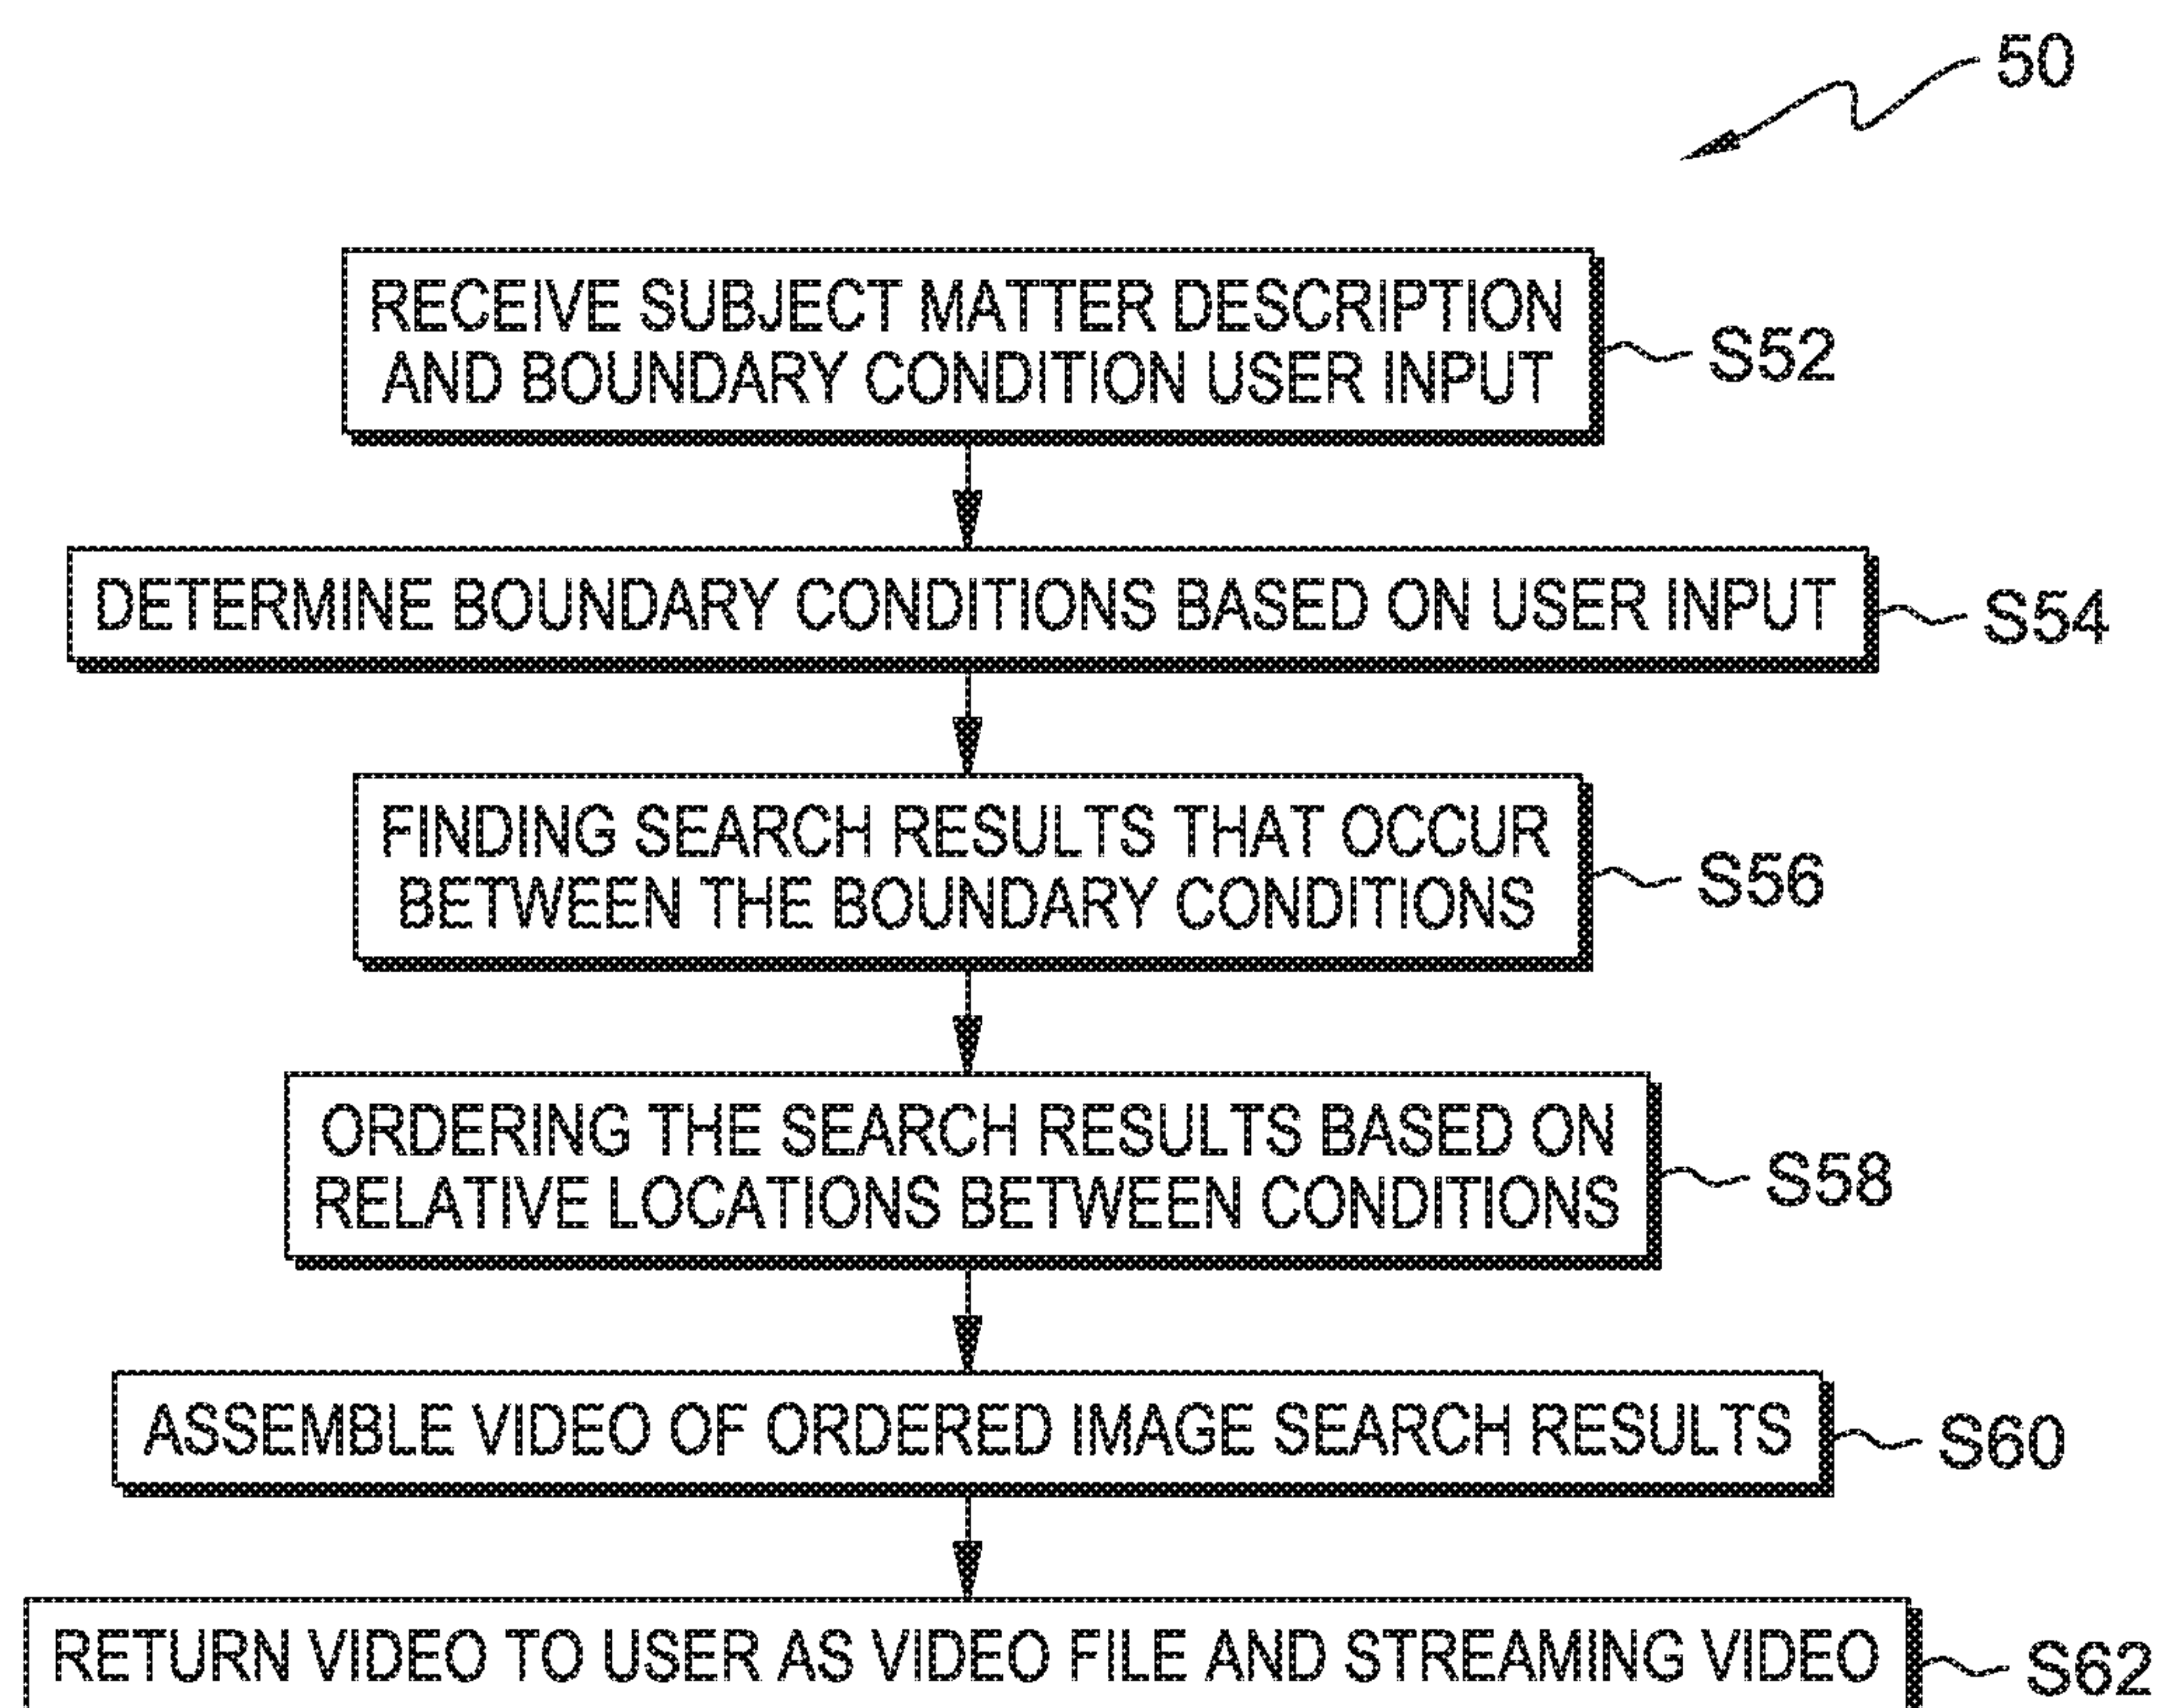 50
RECEIVE SUBJECT MATTER DESCRIPTION
AND BOUNDARY CONDITION USER INPUT
S52
DETERMINE BOUNDARY CONDITIONS BASED ON USER INPUT
S54
FINDING SEARCH RESULTS THAT OCCUR
BETWEEN THE BOUNDARY CONDITIONS
S56
ORDERING THE SEARCH RESULTS BASED ON
RELATIVE LOCATIONS BETWEEN CONDITIONS
S58
ASSEMBLE VIDEO OF ORDERED IMAGE SEARCH RESULTS
S60
RETURN VIDEO TO USER AS VIDEO FILE AND STREAMING VIDEO
S62